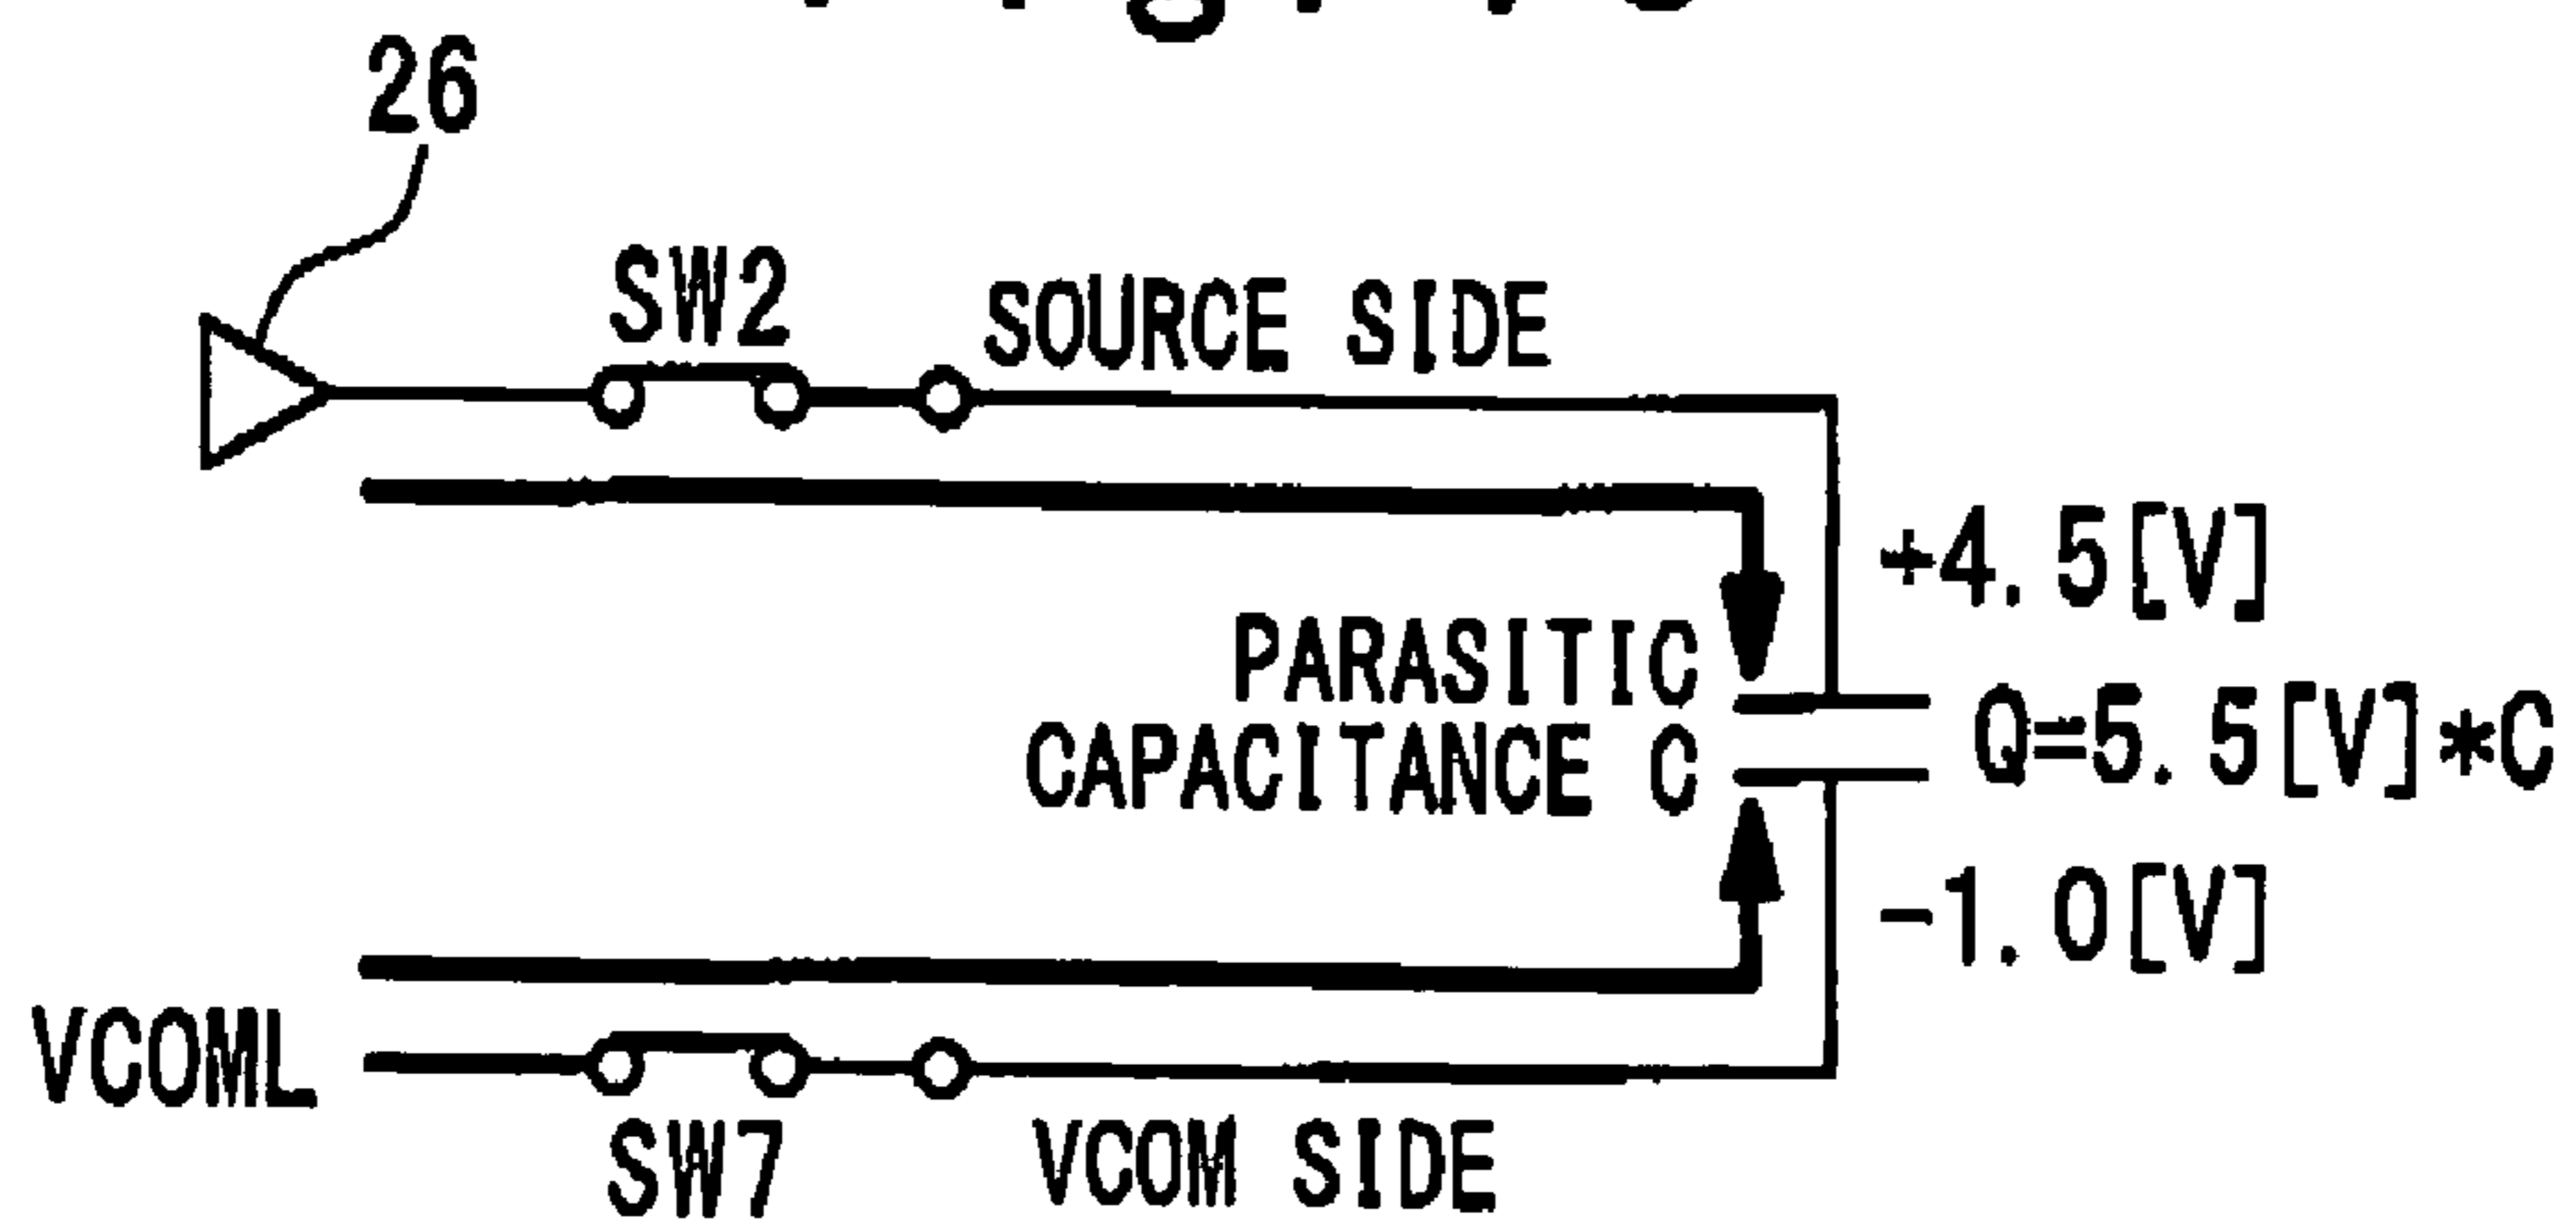 26
SW2
SOURCE SIDE
+4.5[V]
PARASITIC
CAPACITANCE C
Q=5.5[V]*C
-1.0[V]
VCOML
SW7
VCOM SIDE